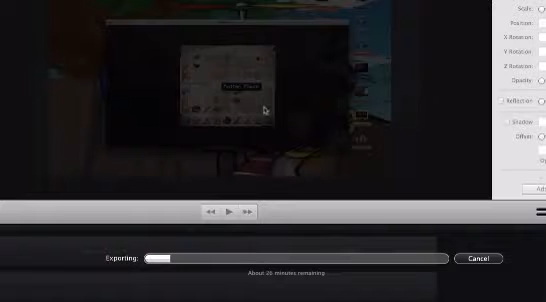 Scale:
Position:
X Rotation:
Y Rotation:
Z Rotation:
Opacity:
Reflection:
Shadow
Offset:
Exporting:
Cancel
About 26 minutes remaining